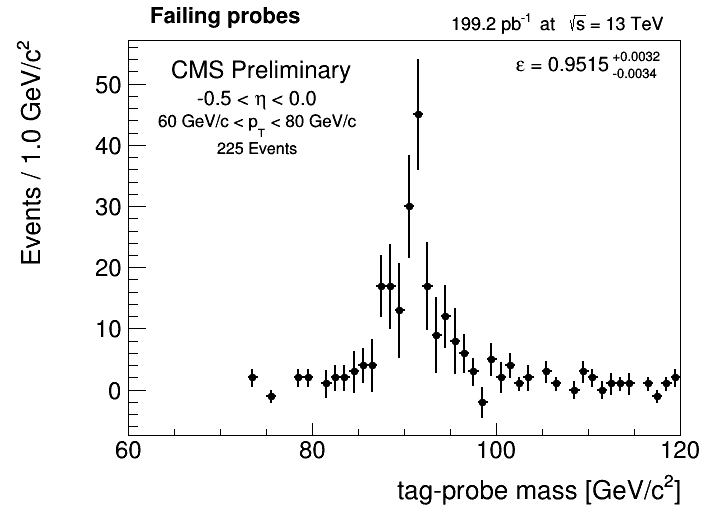 Failing probes
199.2 pb⁻¹ at √s = 13 TeV
CMS Preliminary
-0.5 < η < 0.0
60 GeV/c < p_T < 80 GeV/c
225 Events
ε = 0.9515 +0.0032 -0.0034
Events / 1.0 GeV/c²
50
40
30
20
10
0
60 80 100 120
tag-probe mass [GeV/c²]